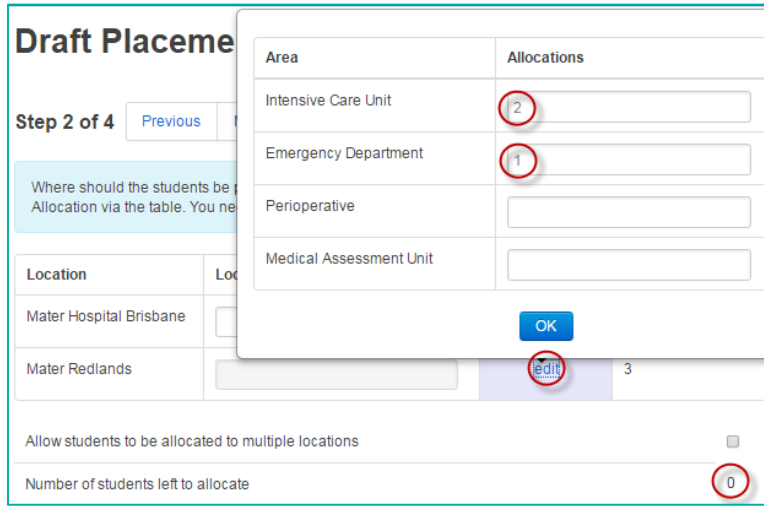 Draft Placeme
Area Allocations
Intensive Care Unit 2
Step 2 of 4 Previous
Emergency Department 1
Where should the students be
Allocation via the table. You ne
Perioperative
Medical Assessment Unit
Location Loc
OK
Mater Hospital Brisbane
Mater Redlands edit 3
Allow students to be allocated to multiple locations
Number of students left to allocate 0